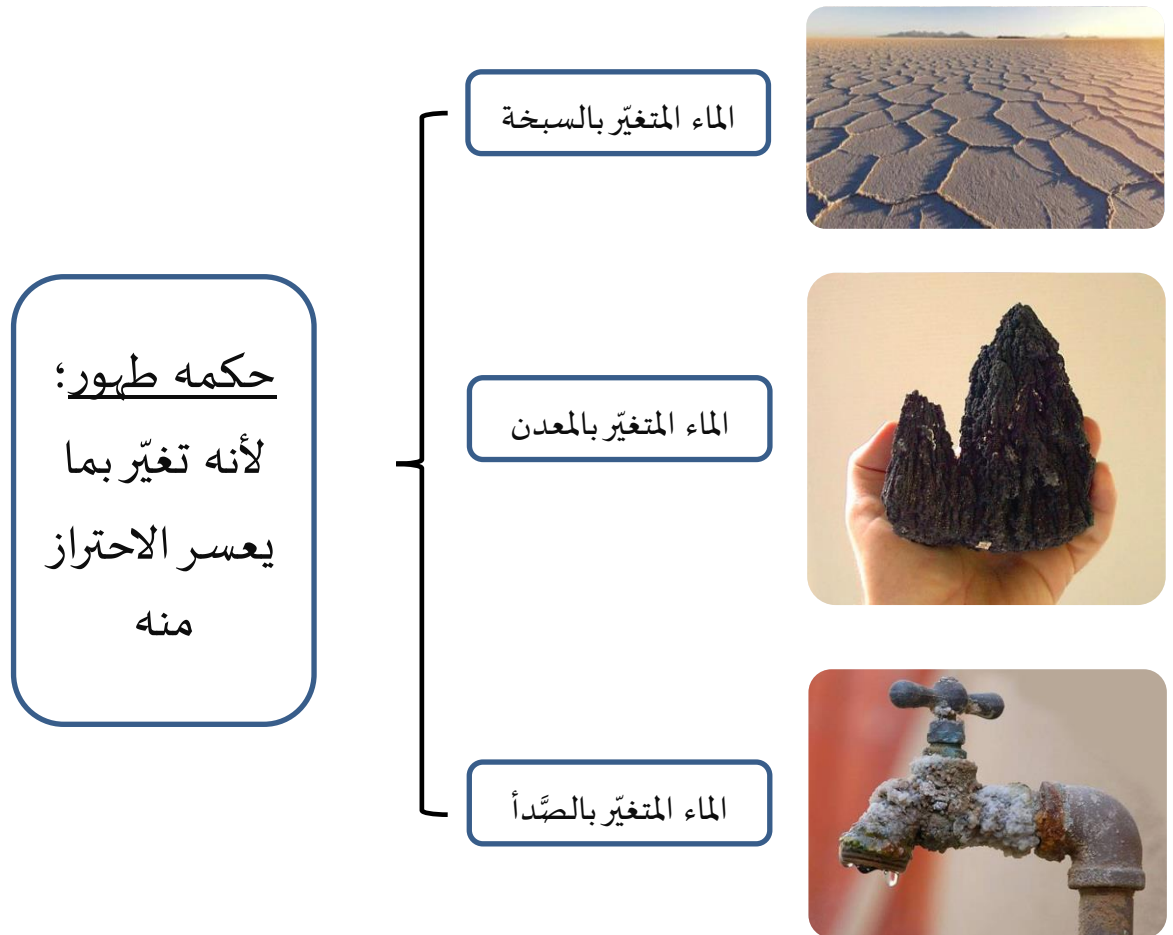 الماء المتغيّر بالسبخة
الماء المتغيّر بالمعدن
الماء المتغيّر بالصَّدأ
حكمه طهور؛
لأنه تغيّر بما
يعسر الاحتراز
منه